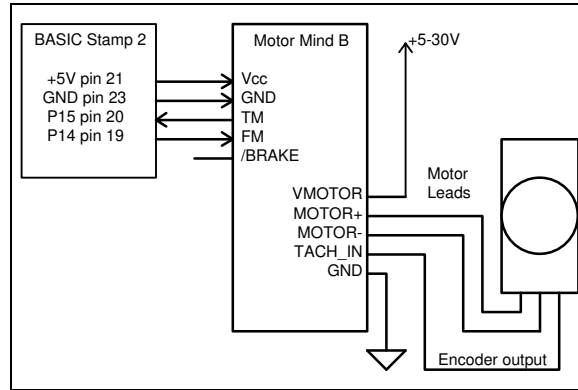 BASIC Stamp 2
+5V pin 21
GND pin 23
P15 pin 20
P14 pin 19
Motor Mind B
Vcc
GND
TM
FM
/BRAKE
VMOTOR
MOTOR+
MOTOR-
TACH_IN
GND
+5-30V
Motor
Leads
Encoder output